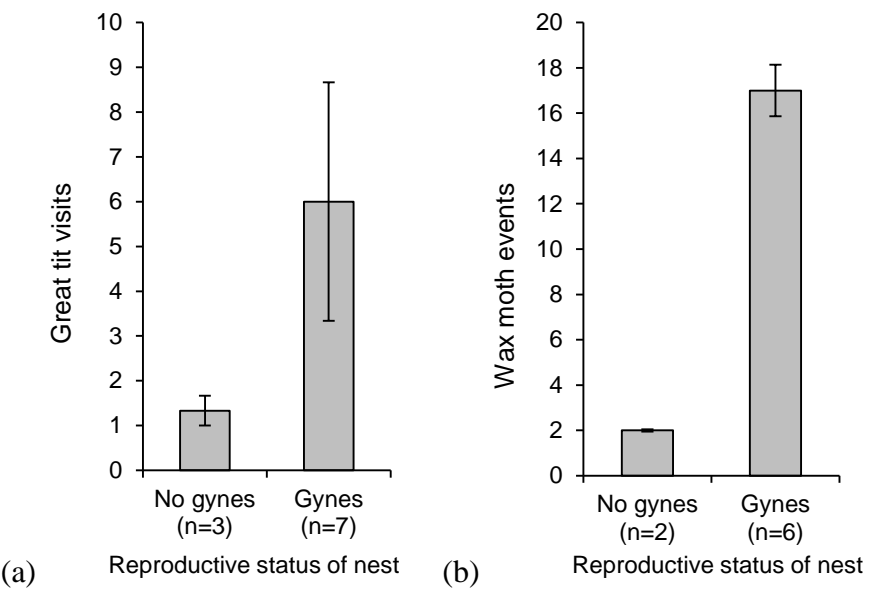 10
9
8
7
6
5
4
3
2
1
0
Great tit visits
No gynes
(n=3)
Gynes
(n=7)
Reproductive status of nest
(a)
20
18
16
14
12
10
8
6
4
2
0
Wax moth events
No gynes
(n=2)
Gynes
(n=6)
Reproductive status of nest
(b)